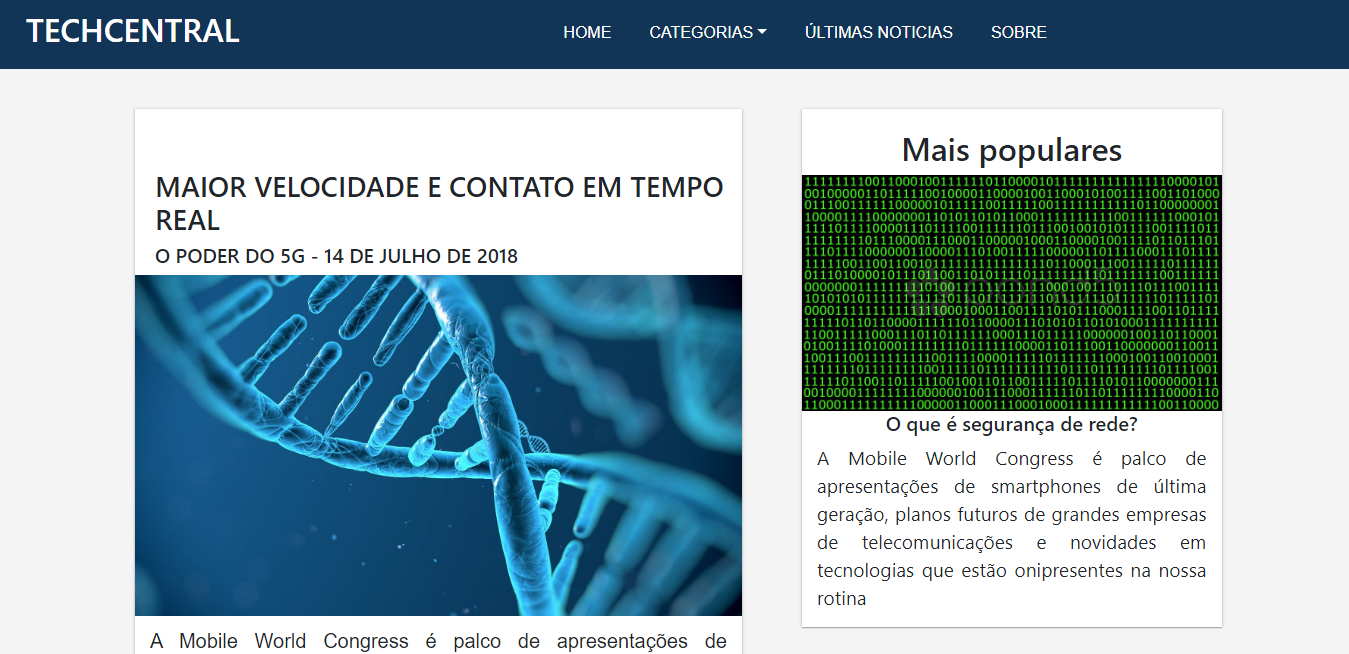 TECHCENTRAL
HOME CATEGORIAS ÚLTIMAS NOTICIAS SOBRE
MAIOR VELOCIDADE E CONTATO EM TEMPO
REAL
O PODER DO 5G - 14 DE JULHO DE 2018
A Mobile World Congress é palco de apresentações de
Mais populares
O que é segurança de rede?
A Mobile World Congress é palco de
apresentações de smartphones de última
geração, planos futuros de grandes empresas
de telecomunicações e novidades em
tecnologias que estão onipresentes na nossa
rotina